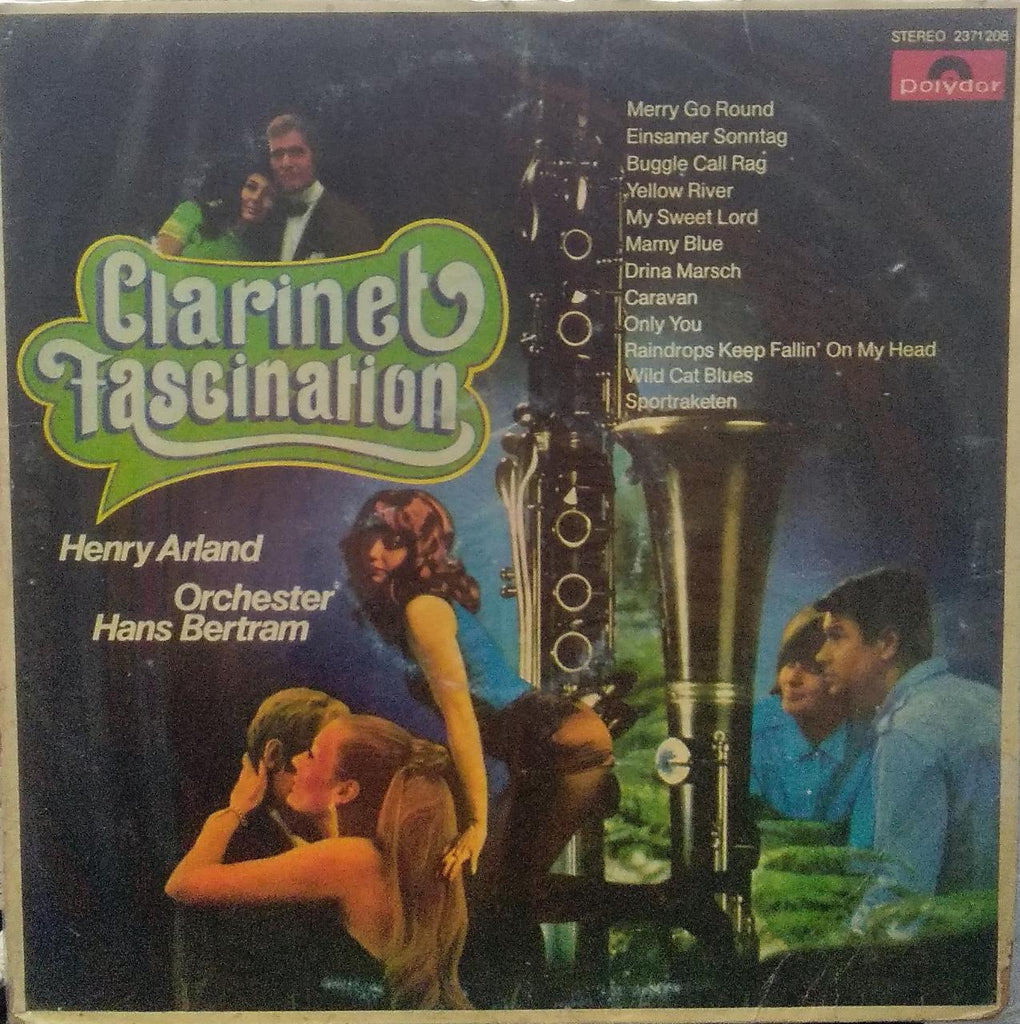 STEREO 2371 208
polydor
Merry Go Round
Einsamer Sonntag
Buggle Call Rag
Yellow River
My Sweet Lord
Mamy Blue
Drina Marsch
Caravan
Only You
Raindrops Keep Fallin' On My Head
Wild Cat Blues
Sportraketen
Clarinet
Fascination
Henry Arland
Orchester
Hans Bertram